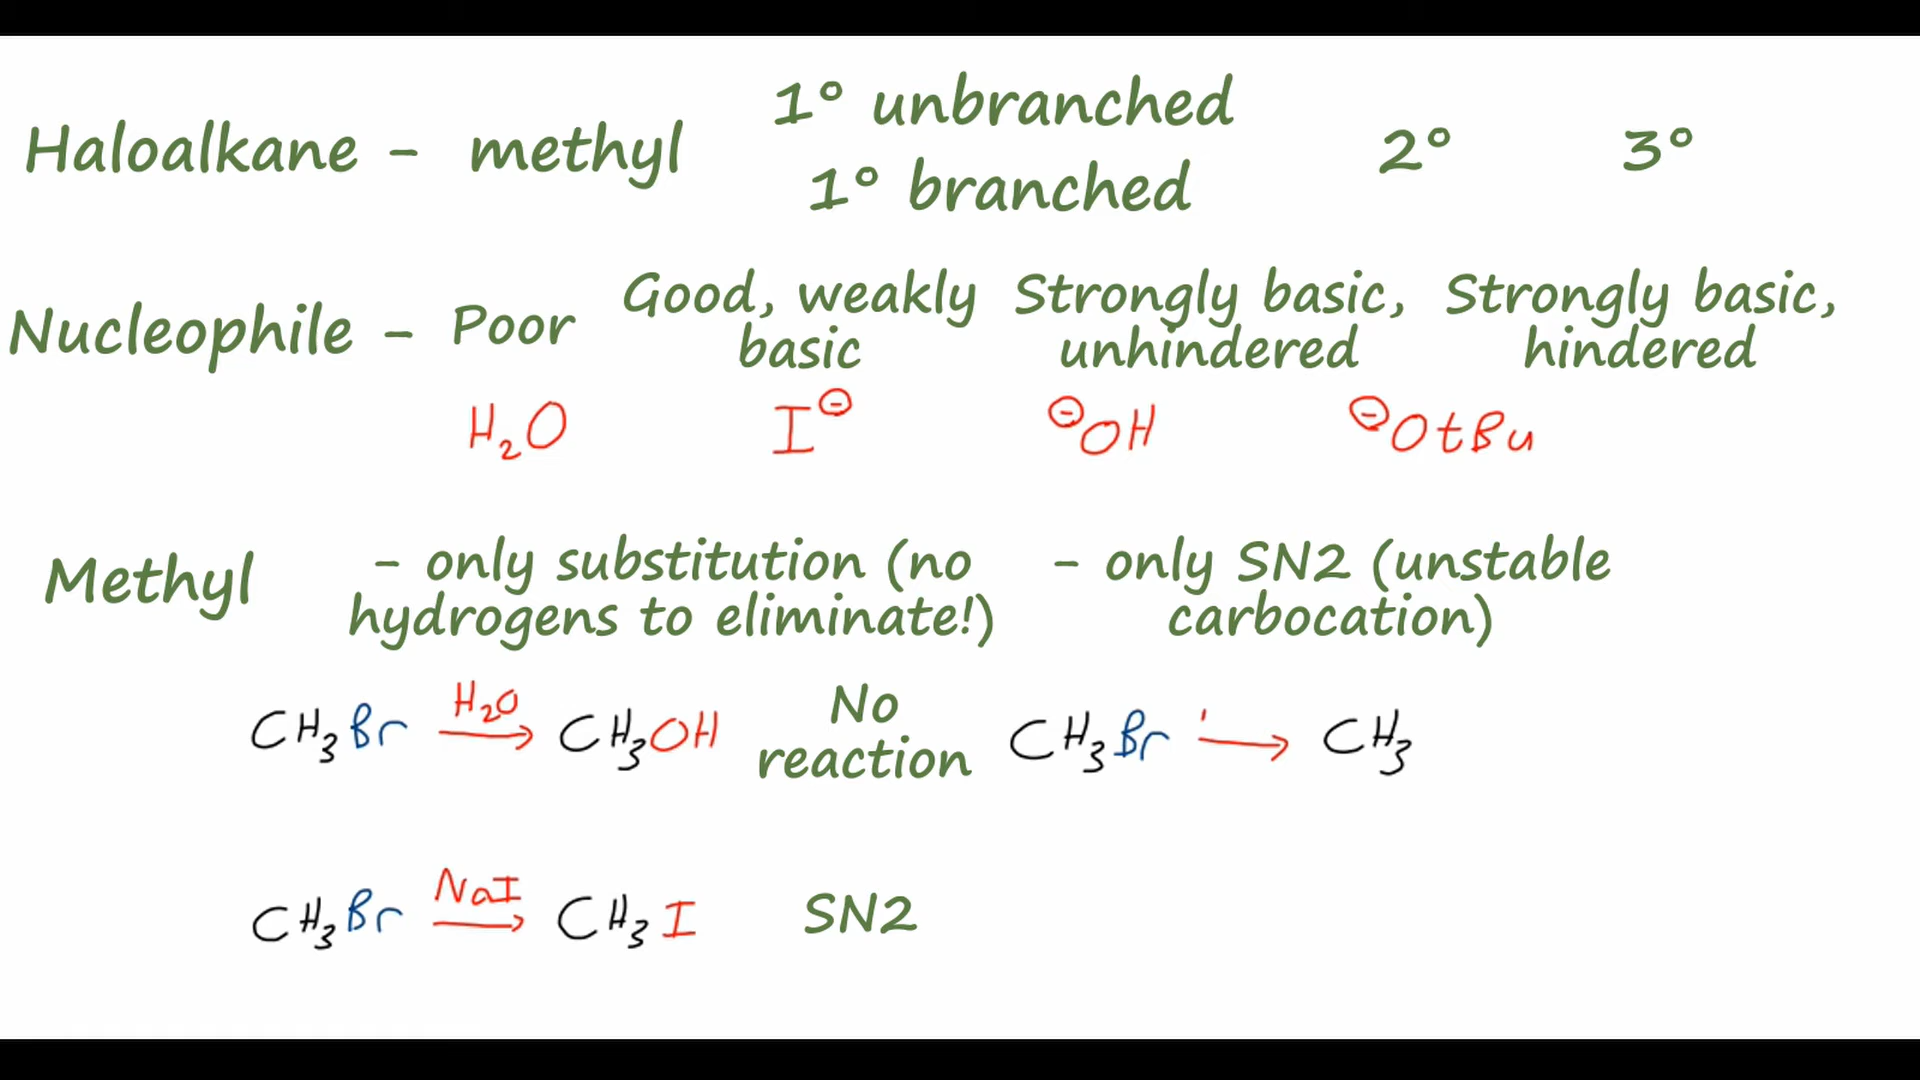 Haloalkane - methyl 1° unbranched 1° branched 2° 3°
Nucleophile - Poor Good, weakly basic Strongly basic, unhindered Strongly basic, hindered
H₂O I⊖ ⊖OH ⊖OtBu
Methyl - only substitution (no hydrogens to eliminate!) - only SN2 (unstable carbocation)
CH₃Br H₂O → CH₃OH No reaction CH₃Br → CH₃
CH₃Br NaI → CH₃I SN2